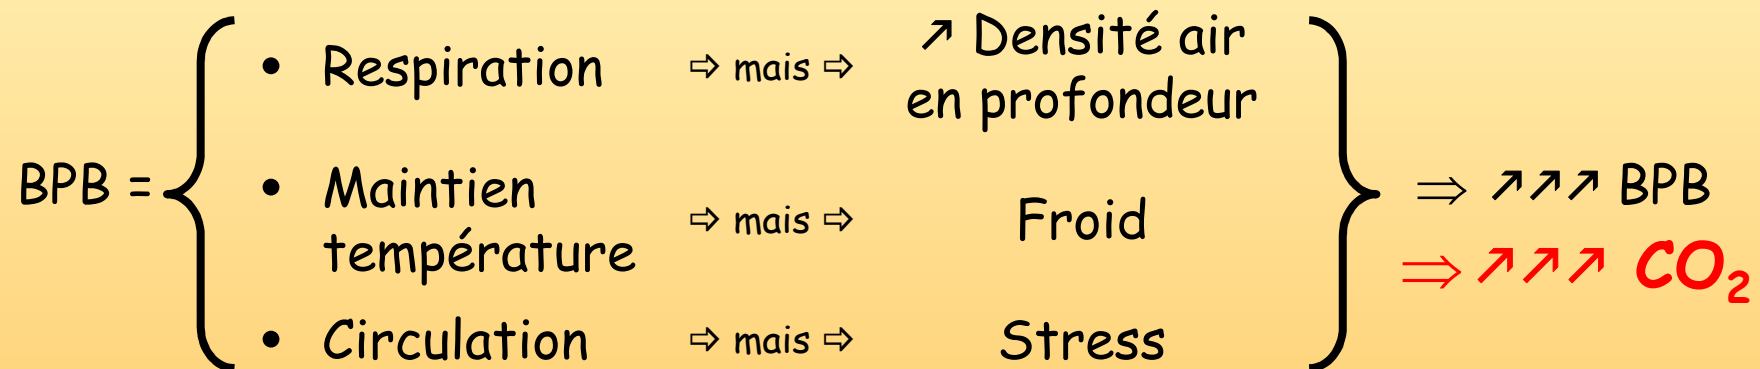 ↗ Densité air
• Respiration ⇨ mais ⇨ en profondeur
BPB = • Maintien
température ⇨ mais ⇨ Froid
⇒ ↗↗↗ BPB
⇒ ↗↗↗ CO₂
• Circulation ⇨ mais ⇨ Stress